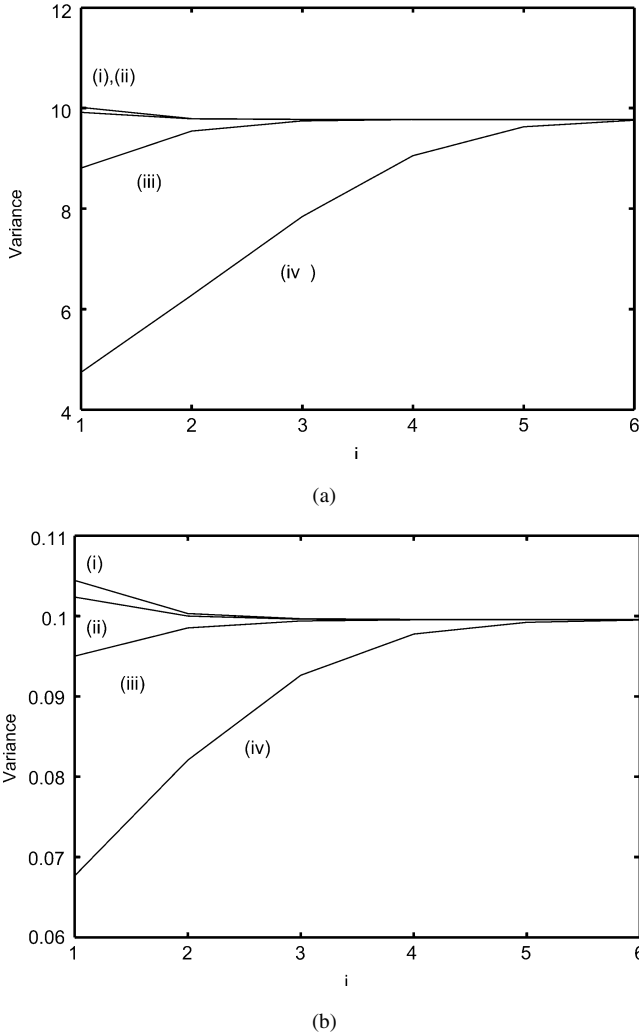 12
(i),(ii)
10
(iii)
8
Variance
(iv )
6
4
1 2 3 4 5 6
i
(a)
0.11
(i)
0.1
(ii)
(iii)
0.09
Variance
(iv)
0.08
0.07
0.06
1 2 3 4 5 6
i
(b)